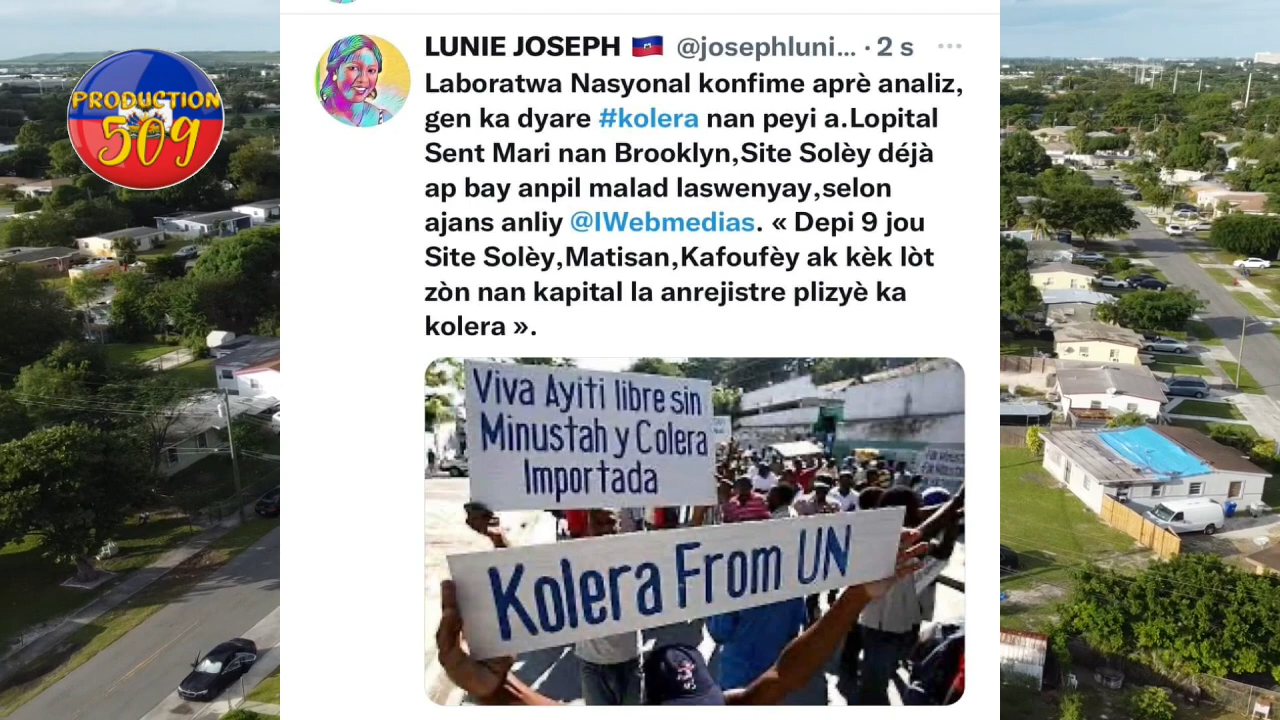 PRODUCTION
509
LUNIE JOSEPH 🇭🇹 @josephluni... · 2 s ...
Laboratwa Nasyonal konfime aprè analiz,
gen ka dyare #kolera nan peyi a.Lopital
Sent Mari nan Brooklyn,Site Solèy déjà
ap bay anpil malad laswenyay,selon
ajans anliy @IWebmedias. « Depi 9 jou
Site Solèy,Matisan,Kafoufèy ak kèk lòt
zòn nan kapital la anrejistre plizyè ka
kolera ».
Viva Ayiti libre sin
Minustah y Colera
Importada
Kolera From UN